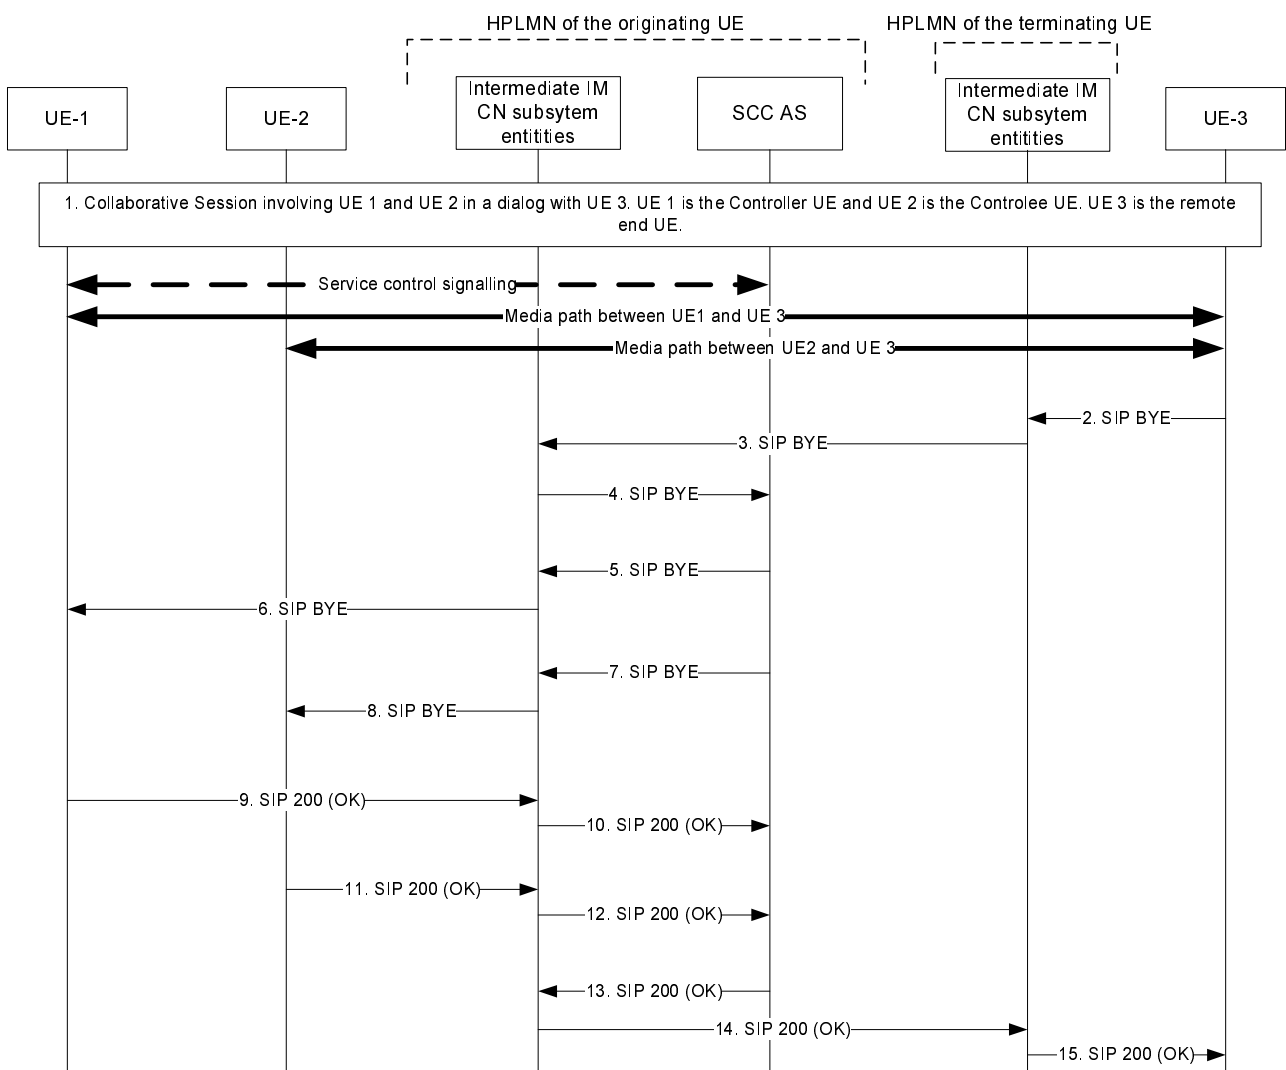 HPLMN of the originating UE
HPLMN of the terminating UE
UE-1
UE-2
Intermediate IM
CN subsytem
entitities
SCC AS
Intermediate IM
CN subsytem
entitities
UE-3
1. Collaborative Session involving UE 1 and UE 2 in a dialog with UE 3. UE 1 is the Controller UE and UE 2 is the Controlee UE. UE 3 is the remote
end UE.
Service control signalling
Media path between UE1 and UE 3
Media path between UE2 and UE 3
2. SIP BYE
3. SIP BYE
4. SIP BYE
5. SIP BYE
6. SIP BYE
7. SIP BYE
8. SIP BYE
9. SIP 200 (OK)
10. SIP 200 (OK)
11. SIP 200 (OK)
12. SIP 200 (OK)
13. SIP 200 (OK)
14. SIP 200 (OK)
15. SIP 200 (OK)